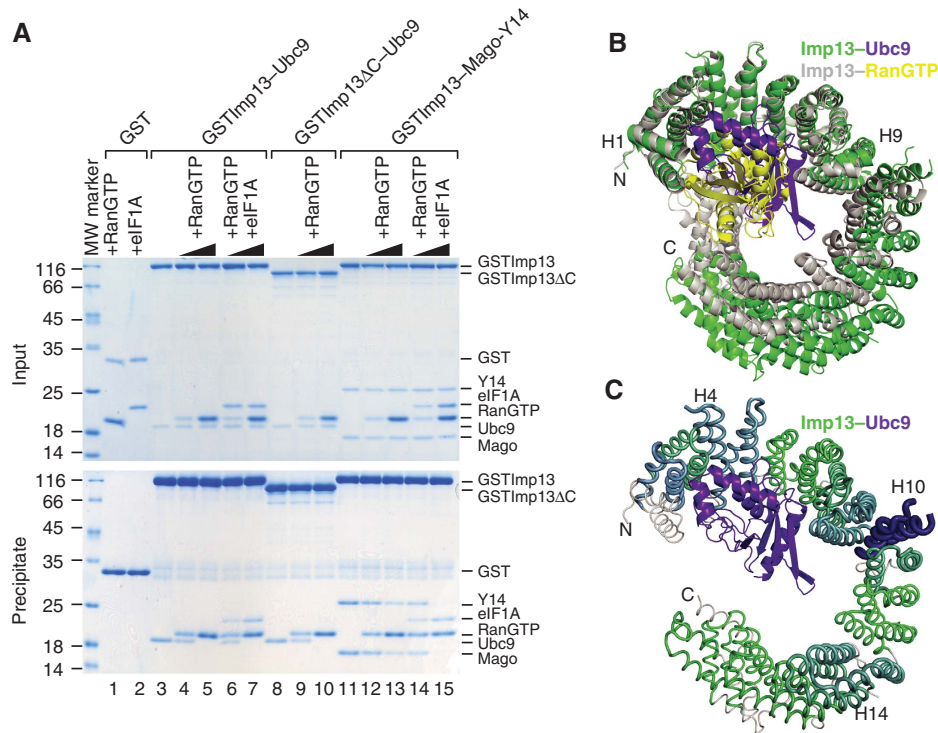 A
GST
GSTImp13–Ubc9
GSTImp13ΔC–Ubc9
GSTImp13–Mago-Y14
MW marker
+RanGTP
+eIF1A
+RanGTP
+RanGTP
+eIF1A
+RanGTP
+RanGTP
+RanGTP
+eIF1A
Input
116
66
45
35
25
18
14
GSTImp13
GSTImp13ΔC
GST
Y14
eIF1A
RanGTP
Ubc9
Mago
Precipitate
116
66
45
35
25
18
14
GSTImp13
GSTImp13ΔC
GST
Y14
eIF1A
RanGTP
Ubc9
Mago
1 2 3 4 5 6 7 8 9 10 11 12 13 14 15
B
Imp13–Ubc9
Imp13–RanGTP
H1
N
H9
C
C
Imp13–Ubc9
H4
H10
N
C
H14